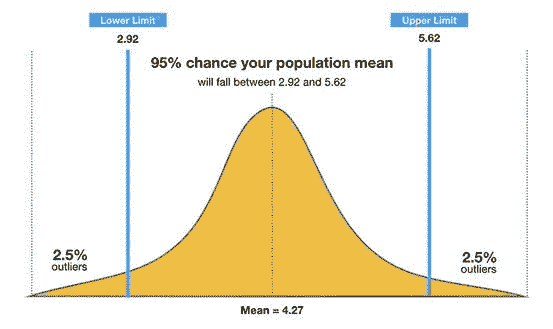 Lower Limit
Upper Limit
2.92
5.62
95% chance your population mean
will fall between 2.92 and 5.62
2.5%
outliers
2.5%
outliers
Mean = 4.27